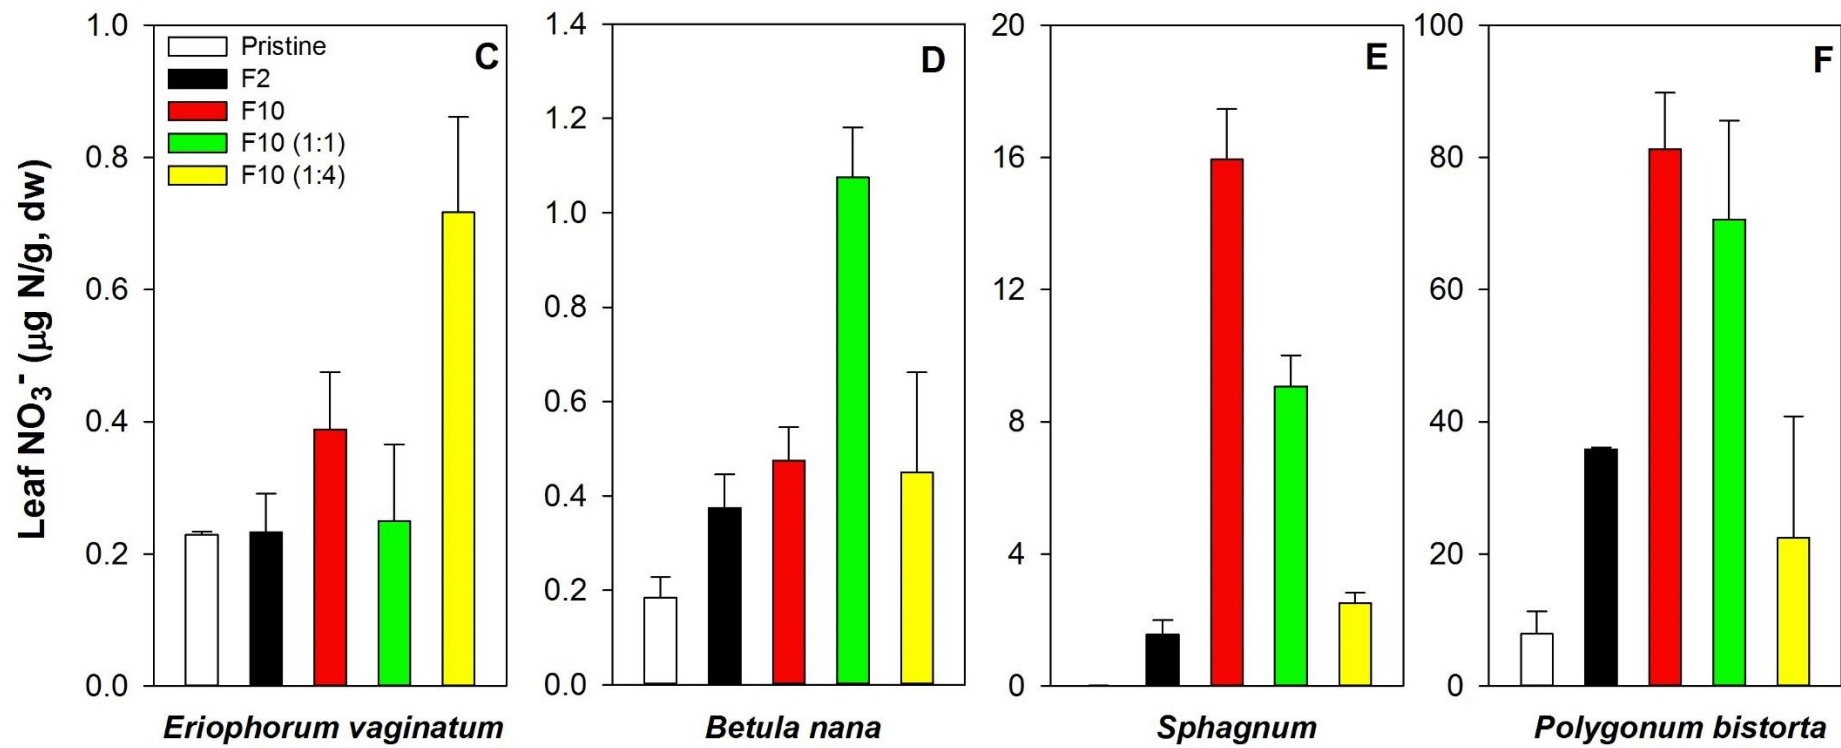 Leaf NO3- (µg N/g, dw)
1.0
0.8
0.6
0.4
0.2
0.0
Pristine
F2
F10
F10 (1:1)
F10 (1:4)
C
Eriophorum vaginatum
1.4
1.2
1.0
0.8
0.6
0.4
0.2
0.0
D
Betula nana
20
16
12
8
4
0
E
Sphagnum
100
80
60
40
20
0
F
Polygonum bistorta